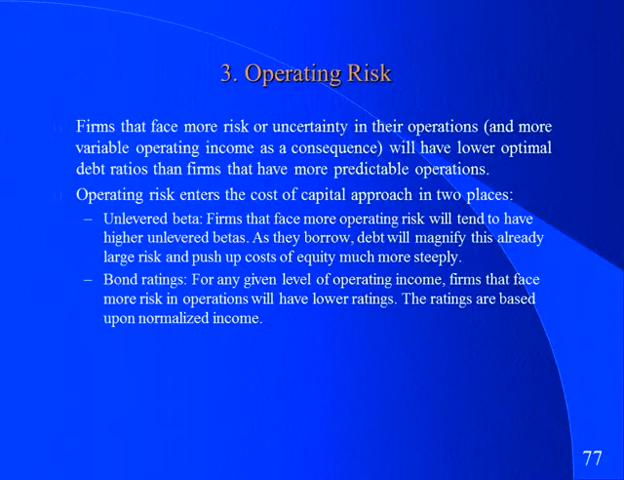 3. Operating Risk
Firms that face more risk or uncertainty in their operations (and more
variable operating income as a consequence) will have lower optimal
debt ratios than firms that have more predictable operations.
Operating risk enters the cost of capital approach in two places:
– Unlevered beta: Firms that face more operating risk will tend to have
higher unlevered betas. As they borrow, debt will magnify this already
large risk and push up costs of equity much more steeply.
– Bond ratings: For any given level of operating income, firms that face
more risk in operations will have lower ratings. The ratings are based
upon normalized income.
77